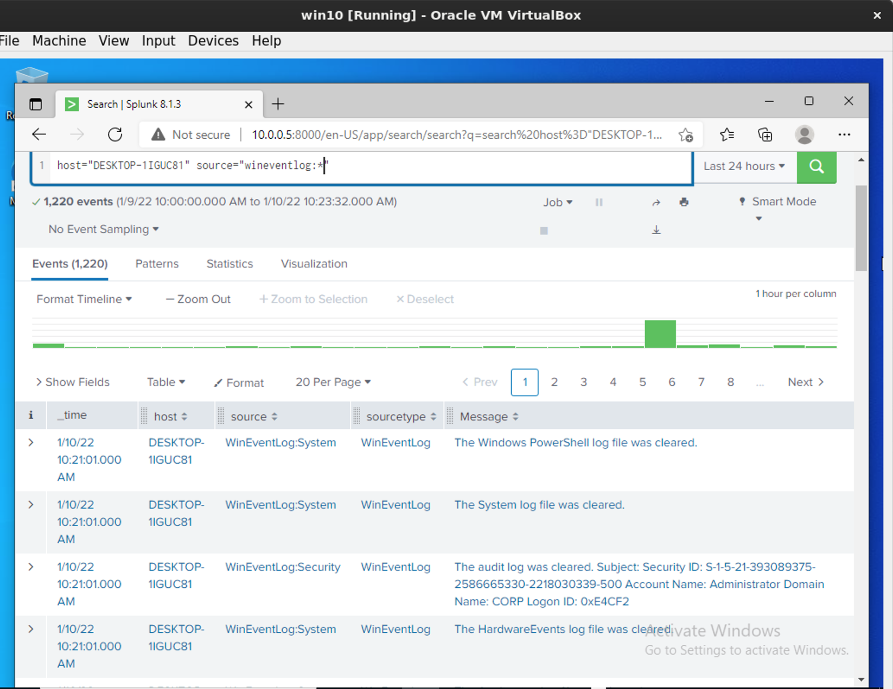 win10 [Running] - Oracle VM VirtualBox
File Machine View Input Devices Help
Search | Splunk 8.1.3
Not secure 10.0.0.5:8000/en-US/app/search/search?q=search%20host%3D"DESKTOP-1...
1 host="DESKTOP-1IGUC81" source="wineventlog:*"
Last 24 hours
1,220 events (1/9/22 10:00:00.000 AM to 1/10/22 10:23:32.000 AM)
Job
Smart Mode
No Event Sampling
Events (1,220) Patterns Statistics Visualization
Format Timeline — Zoom Out + Zoom to Selection × Deselect
1 hour per column
> Show Fields Table Format 20 Per Page < Prev 1 2 3 4 5 6 7 8 ... Next >
i _time host source sourcetype Message
> 1/10/22 DESKTOP- WinEventLog:System WinEventLog The Windows PowerShell log file was cleared.
10:21:01.000 1IGUC81
AM
> 1/10/22 DESKTOP- WinEventLog:System WinEventLog The System log file was cleared.
10:21:01.000 1IGUC81
AM
> 1/10/22 DESKTOP- WinEventLog:Security WinEventLog The audit log was cleared. Subject: Security ID: S-1-5-21-393089375-
10:21:01.000 1IGUC81 2586665330-2218030339-500 Account Name: Administrator Domain
AM Name: CORP Logon ID: 0xE4CF2
> 1/10/22 DESKTOP- WinEventLog:System WinEventLog The HardwareEvents log file was cleared.
10:21:01.000 1IGUC81
AM
Activate Windows
Go to Settings to activate Windows.